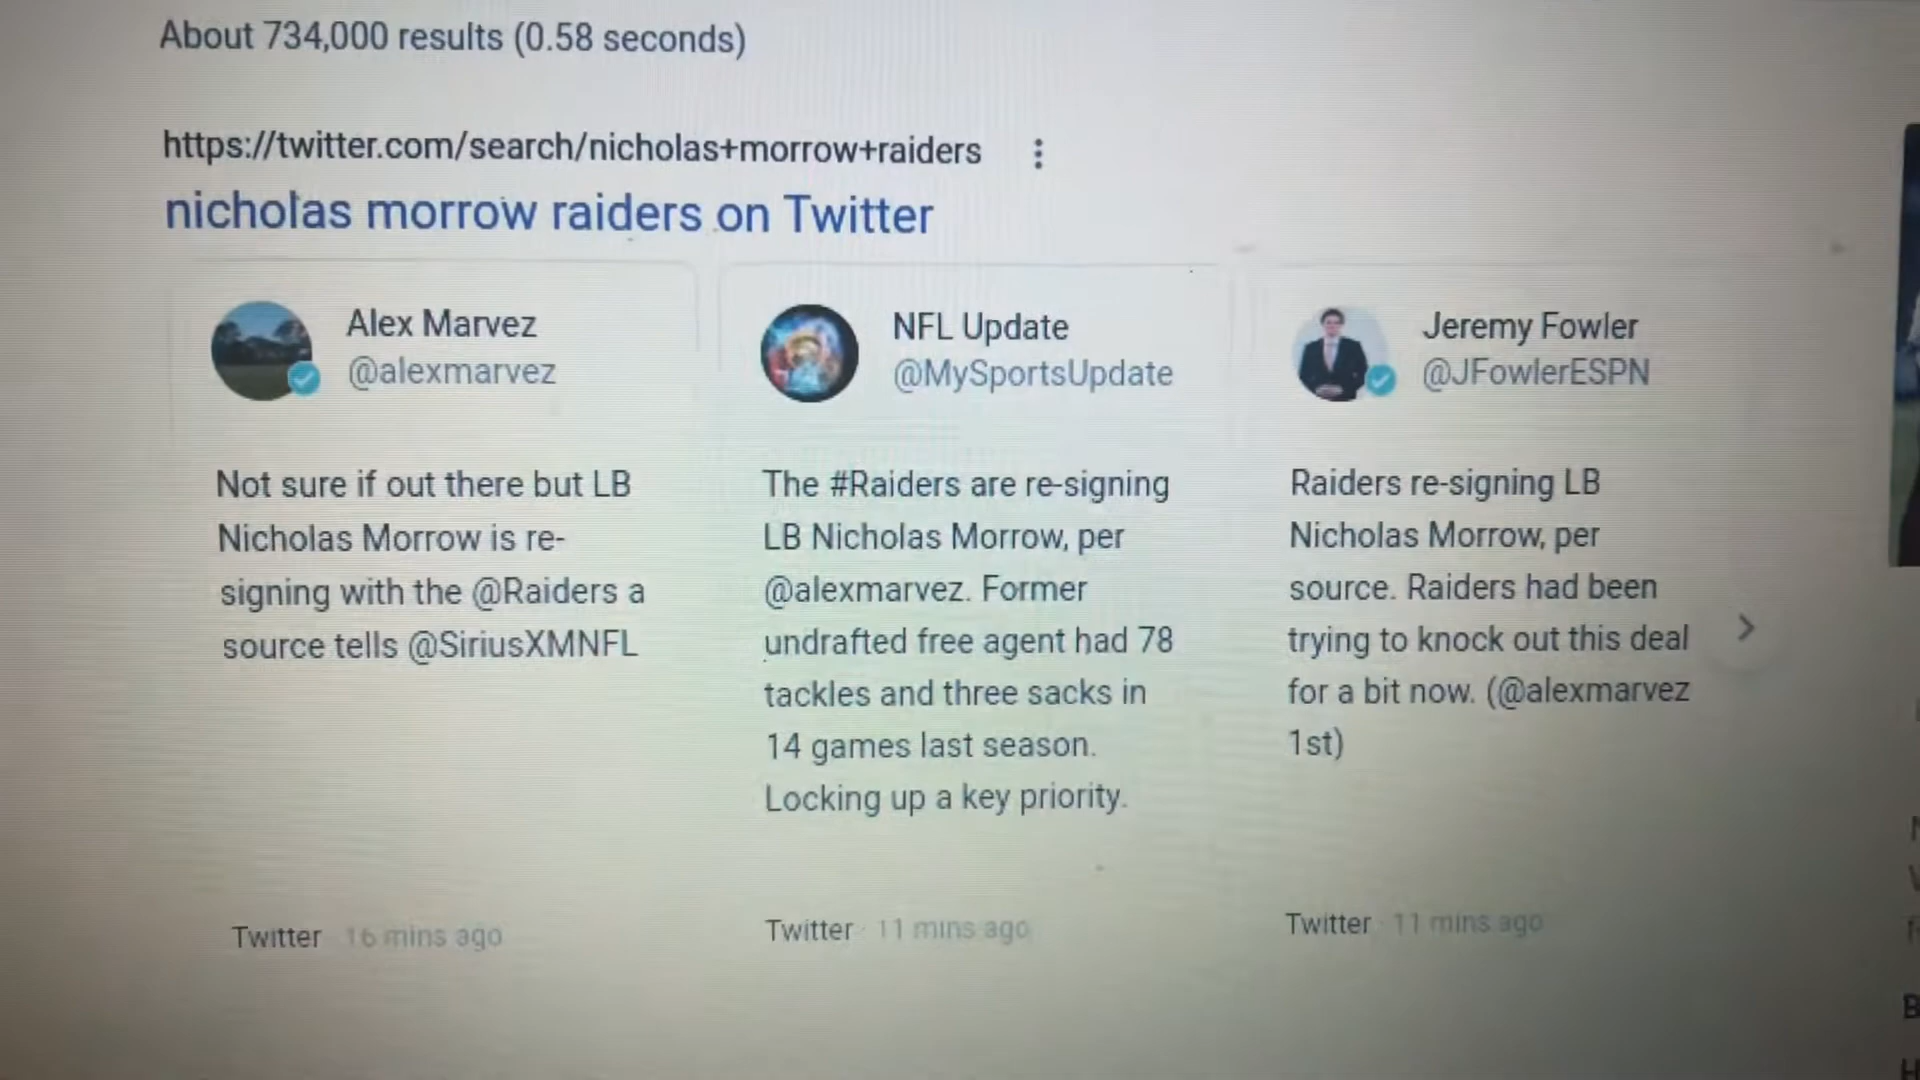 About 734,000 results (0.58 seconds)
https://twitter.com/search/nicholas+morrow+raiders
nicholas morrow raiders on Twitter
Alex Marvez
@alexmarvez
Not sure if out there but LB
Nicholas Morrow is re-
signing with the @Raiders a
source tells @SiriusXMNFL
Twitter · 16 mins ago
NFL Update
@MySportsUpdate
The #Raiders are re-signing
LB Nicholas Morrow, per
@alexmarvez. Former
undrafted free agent had 78
tackles and three sacks in
14 games last season.
Locking up a key priority.
Twitter · 11 mins ago
Jeremy Fowler
@JFowlerESPN
Raiders re-signing LB
Nicholas Morrow, per
source. Raiders had been
trying to knock out this deal
for a bit now. (@alexmarvez
1st)
Twitter · 11 mins ago